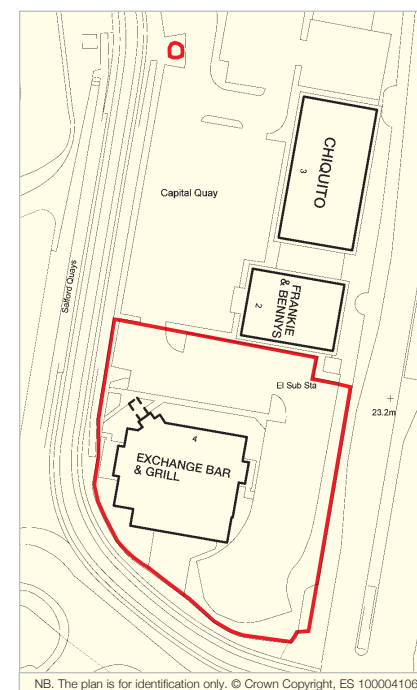 CHIQUITO
3
Capital Quay
Salford Quays
FRANKIE
& BENNYS
2
El Sub Sta
23.2m
4
EXCHANGE BAR
& GRILL
NB. The plan is for identification only. © Crown Copyright, ES 100004106